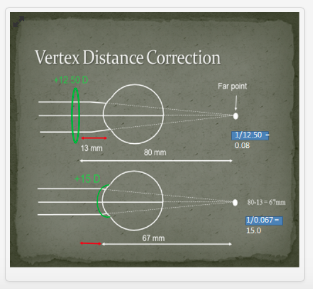 Vertex Distance Correction
+12.50 D
Far point
1/12.50 =
0.08
13 mm
80 mm
+15 D
80-13 = 67mm
1/0.067 =
15.0
67 mm